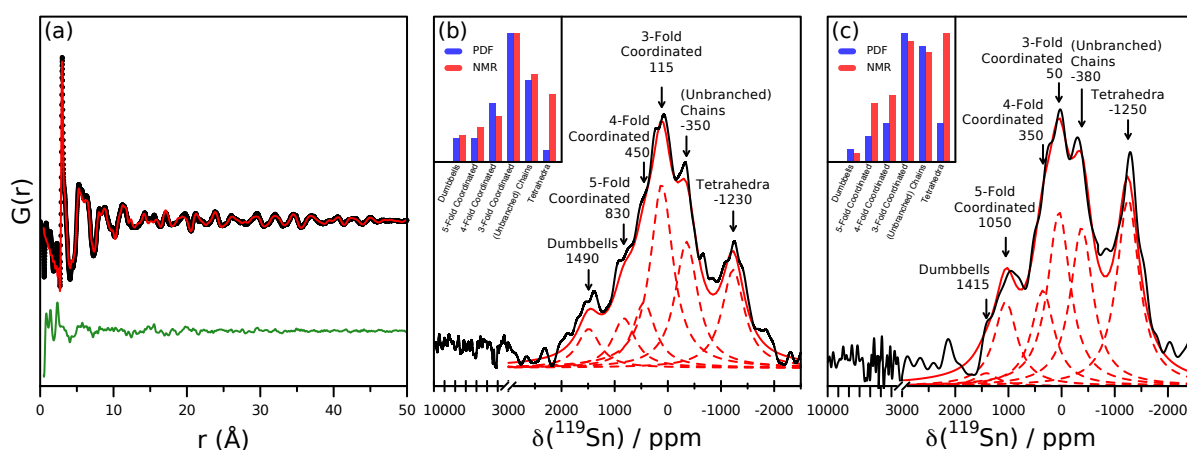 (a)
G(r)
0
10
20
30
40
50
r (Å)
(b)
PDF
NMR
Dumbbells
5-Fold Coordinated
4-Fold Coordinated
3-Fold Coordinated
(Unbranched) Chains
Tetrahedra
3-Fold
Coordinated
115
(Unbranched)
Chains
-350
4-Fold
Coordinated
450
5-Fold
Coordinated
830
Tetrahedra
-1230
Dumbbells
1490
10000
3000
2000
1000
0
-1000
-2000
δ(¹¹⁹Sn) / ppm
(c)
PDF
NMR
Dumbbells
5-Fold Coordinated
4-Fold Coordinated
3-Fold Coordinated
(Unbranched) Chains
Tetrahedra
3-Fold
Coordinated
50
(Unbranched)
Chains
-380
Tetrahedra
-1250
4-Fold
Coordinated
350
5-Fold
Coordinated
1050
Dumbbells
1415
10000
3000
2000
1000
0
-1000
-2000
δ(¹¹⁹Sn) / ppm